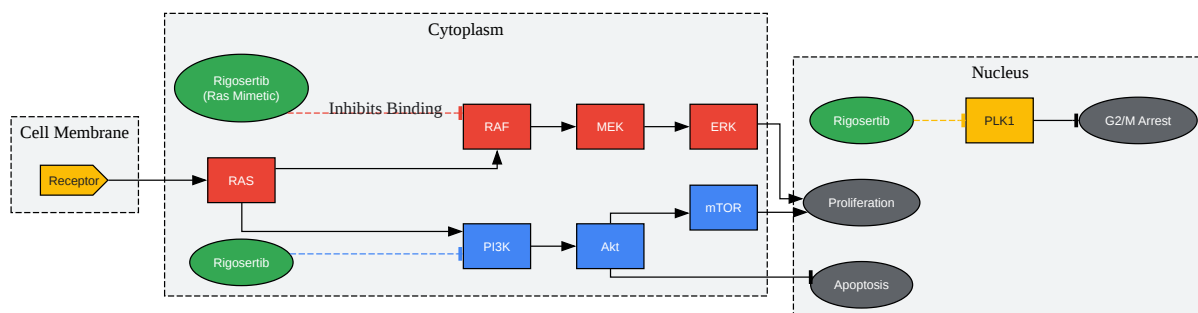 Cytoplasm
Rigosertib
(Ras Mimetic)
Inhibits Binding
RAF
MEK
ERK
Cell Membrane
Receptor
RAS
Rigosertib
PI3K
Akt
mTOR
Nucleus
Rigosertib
PLK1
G2/M Arrest
Proliferation
Apoptosis